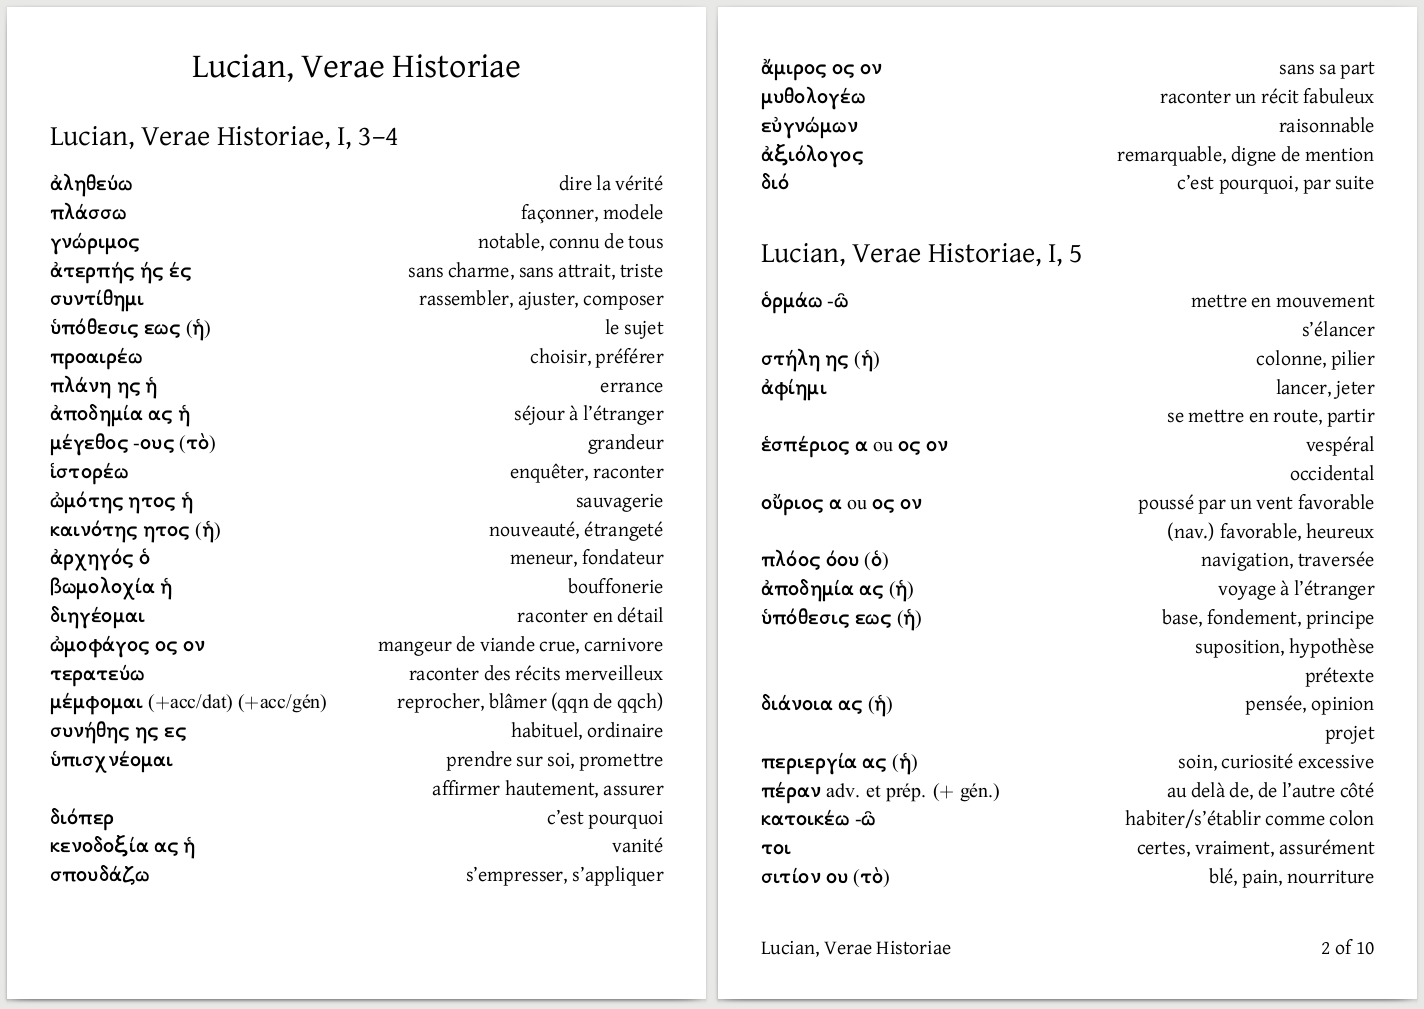 Lucian, Verae Historiae
Lucian, Verae Historiae, I, 3–4
ἀληθεύω dire la vérité
πλάσσω façonner, modele
γνώριμος notable, connu de tous
ἀτερπής ής ές sans charme, sans attrait, triste
συντίθημι rassembler, ajuster, composer
ὑπόθεσις εως (ἡ) le sujet
προαιρέω choisir, préférer
πλάνη ης ἡ errance
ἀποδημία ας ἡ séjour à l’étranger
μέγεθος -ους (τὸ) grandeur
ἱστορέω enquêter, raconter
ὠμότης ητος ἡ sauvagerie
καινότης ητος (ἡ) nouveauté, étrangeté
ἀρχηγός ὁ meneur, fondateur
βωμολοχία ἡ bouffonerie
διηγέομαι raconter en détail
ὠμοφάγος ος ον mangeur de viande crue, carnivore
τερατεύω raconter des récits merveilleux
μέμφομαι (+acc/dat) (+acc/gén) reprocher, blâmer (qqn de qqch)
συνήθης ης ες habituel, ordinaire
ὑπισχνέομαι prendre sur soi, promettre
affirmer hautement, assurer
διόπερ c’est pourquoi
κενοδοξία ας ἡ vanité
σπουδάζω s’empresser, s’appliquer
ἄμιρος ος ον sans sa part
μυθολογέω raconter un récit fabuleux
εὐγνώμων raisonnable
ἀξιόλογος remarquable, digne de mention
διό c’est pourquoi, par suite
Lucian, Verae Historiae, I, 5
ὁρμάω -ῶ mettre en mouvement
s’élancer
στήλη ης (ἡ) colonne, pilier
ἀφίημι lancer, jeter
se mettre en route, partir
ἑσπέριος α ou ος ον vespéral
occidental
οὔριος α ou ος ον poussé par un vent favorable
(nav.) favorable, heureux
πλόος όου (ὁ) navigation, traversée
ἀποδημία ας (ἡ) voyage à l’étranger
ὑπόθεσις εως (ἡ) base, fondement, principe
suposition, hypothèse
prétexte
διάνοια ας (ἡ) pensée, opinion
projet
περιεργία ας (ἡ) soin, curiosité excessive
πέραν adv. et prép. (+ gén.) au delà de, de l’autre côté
κατοικέω -ῶ habiter/s’établir comme colon
τοι certes, vraiment, assurément
σιτίον ου (τὸ) blé, pain, nourriture
Lucian, Verae Historiae 2 of 10